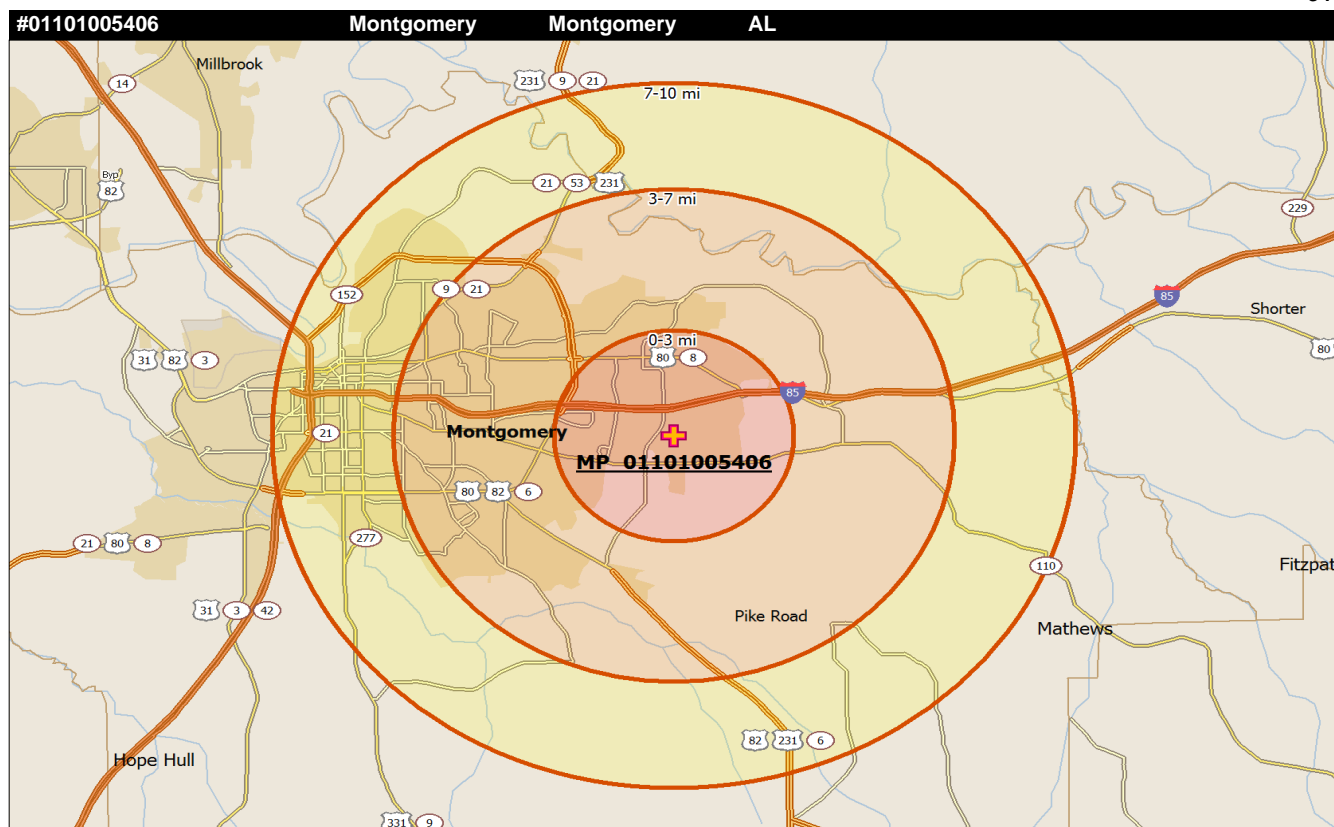 #01101005406 Montgomery Montgomery AL
Millbrook
14
231 9 21
7-10 mi
Byp
82
21 53 231
3-7 mi
229
152
9 21
85
Shorter
0-3 mi
31 82 3
80 8
80
85
21
Montgomery
MP 01101005406
80 82 6
277
21 80 8
110
Fitzpat
31 3 42
Pike Road
Mathews
82 231 6
Hope Hull
331 9